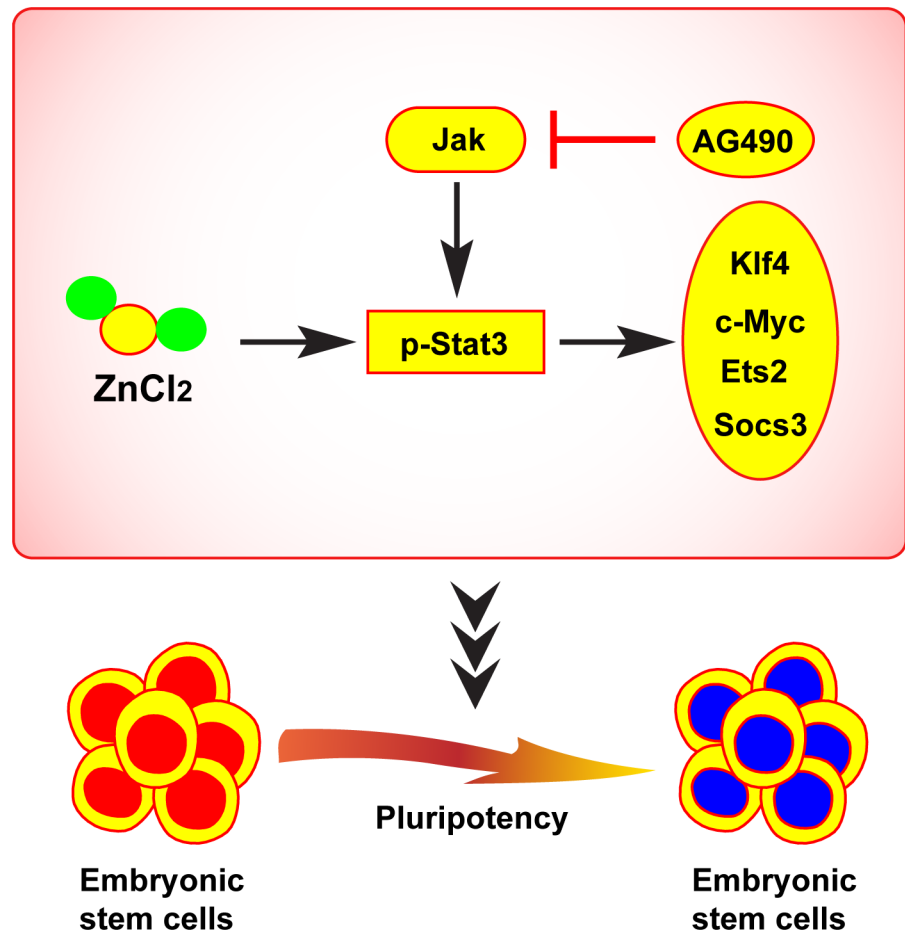 Jak
AG490
Klf4
c-Myc
Ets2
Socs3
p-Stat3
ZnCl2
Pluripotency
Embryonic
stem cells
Embryonic
stem cells